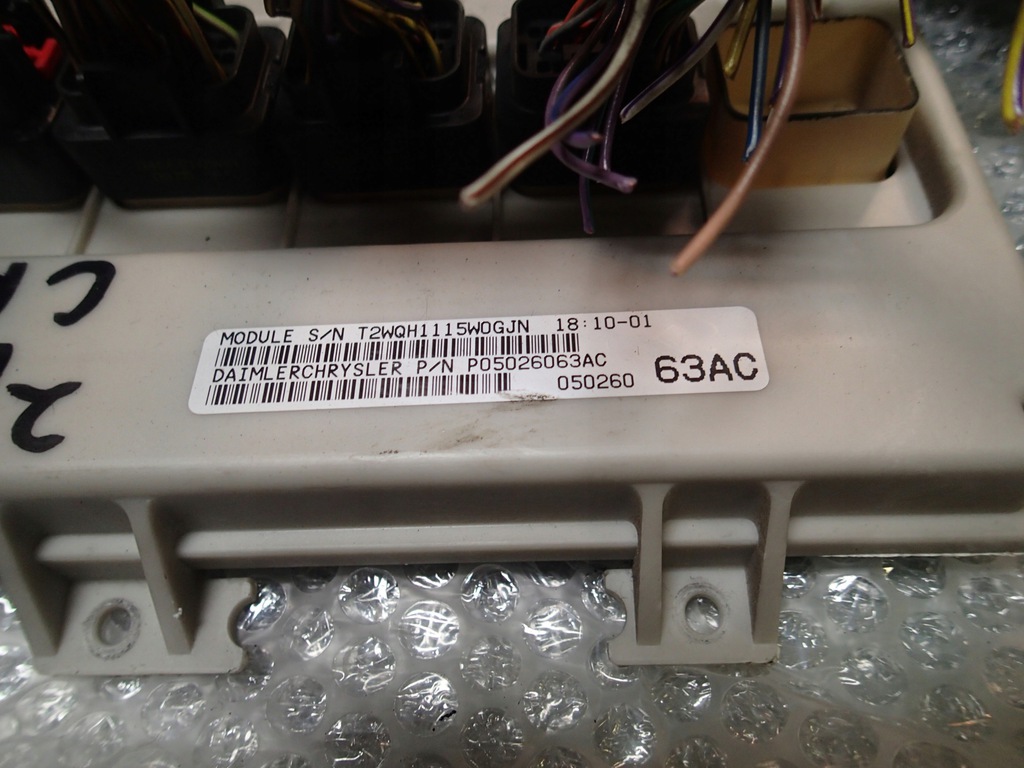 MODULE S/N T2WQH1115W0GJN 18:10-01
DAIMLERCHRYSLER P/N P05026063AC
050260 63AC